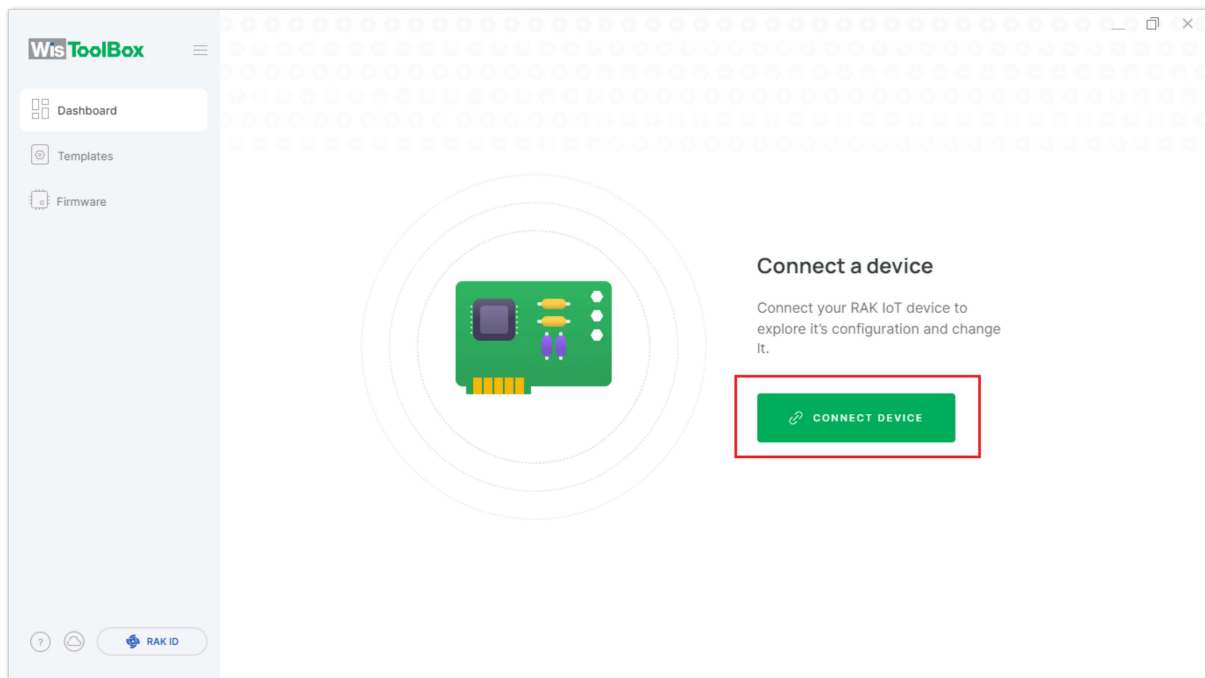 WisToolBox
Dashboard
Templates
Firmware
Connect a device
Connect your RAK IoT device to
explore it's configuration and change
It.
CONNECT DEVICE
?
RAK ID